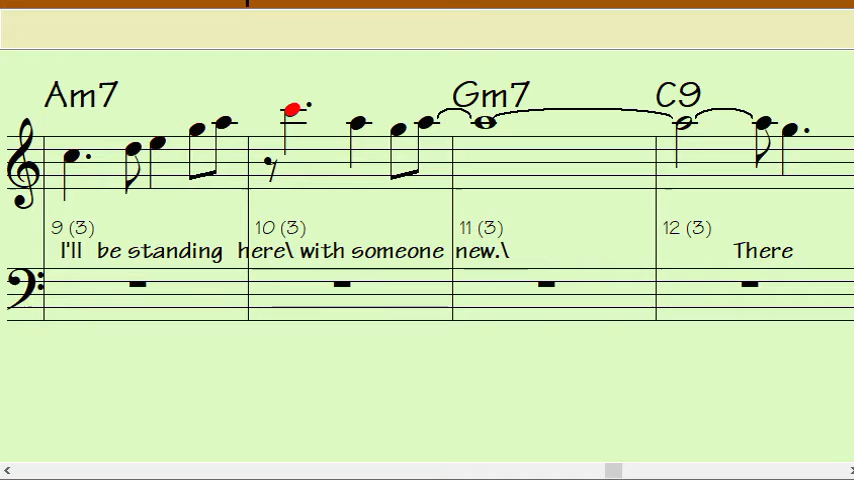 Am7 Gm7 C9
9 (3) 10 (3) 11 (3) 12 (3)
I'll be standing here\ with someone new.\ There